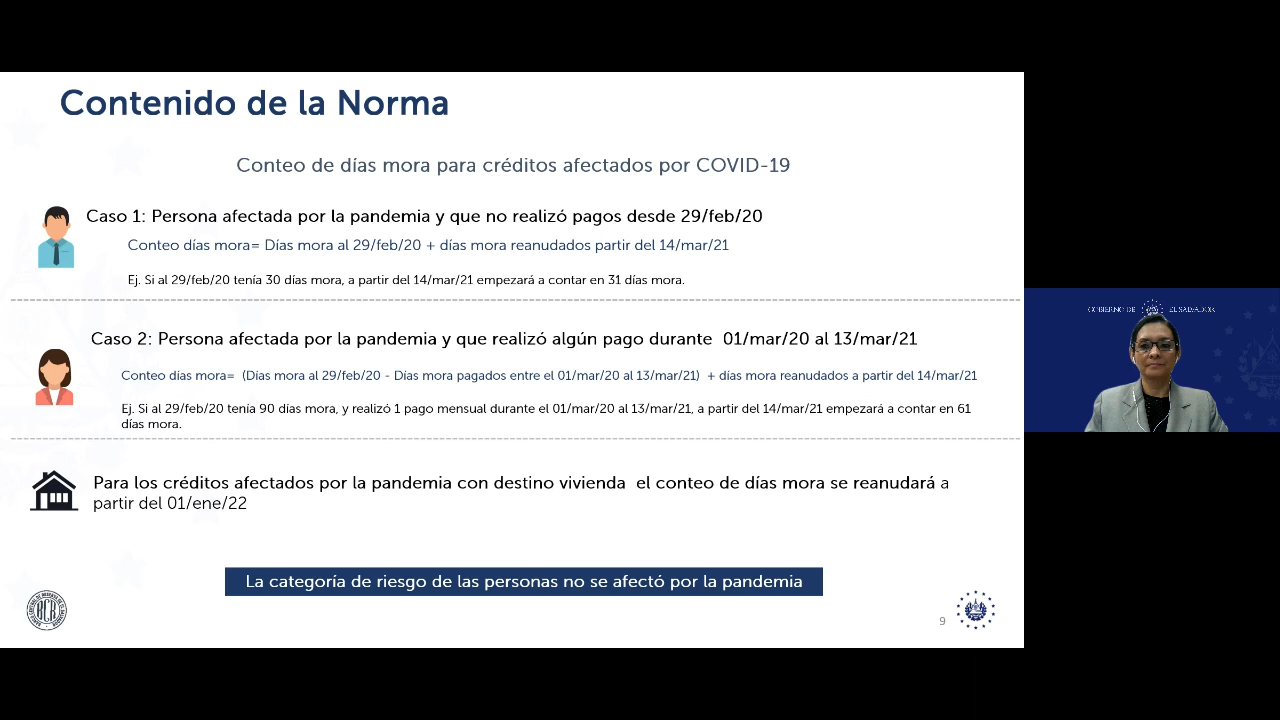 Contenido de la Norma
Conteo de días mora para créditos afectados por COVID-19
Caso 1: Persona afectada por la pandemia y que no realizó pagos desde 29/feb/20
Conteo días mora= Días mora al 29/feb/20 + días mora reanudados partir del 14/mar/21
Ej. Si al 29/feb/20 tenía 30 días mora, a partir del 14/mar/21 empezará a contar en 31 días mora.
Caso 2: Persona afectada por la pandemia y que realizó algún pago durante 01/mar/20 al 13/mar/21
Conteo dias mora= (Días mora al 29/feb/20 - Días mora pagados entre el 01/mar/20 al 13/mar/21) + días mora reanudados a partir del 14/mar/21
Ej. Si al 29/feb/20 tenía 90 días mora, y realizó 1 pago mensual durante el 01/mar/20 al 13/mar/21, a partir del 14/mar/21 empezará a contar en 61
días mora.
Para los créditos afectados por la pandemia con destino vivienda el conteo de días mora se reanudará a
partir del 01/ene/22
La categoría de riesgo de las personas no se afectó por la pandemia
BCR
9
GOBIERNO DE EL SALVADOR